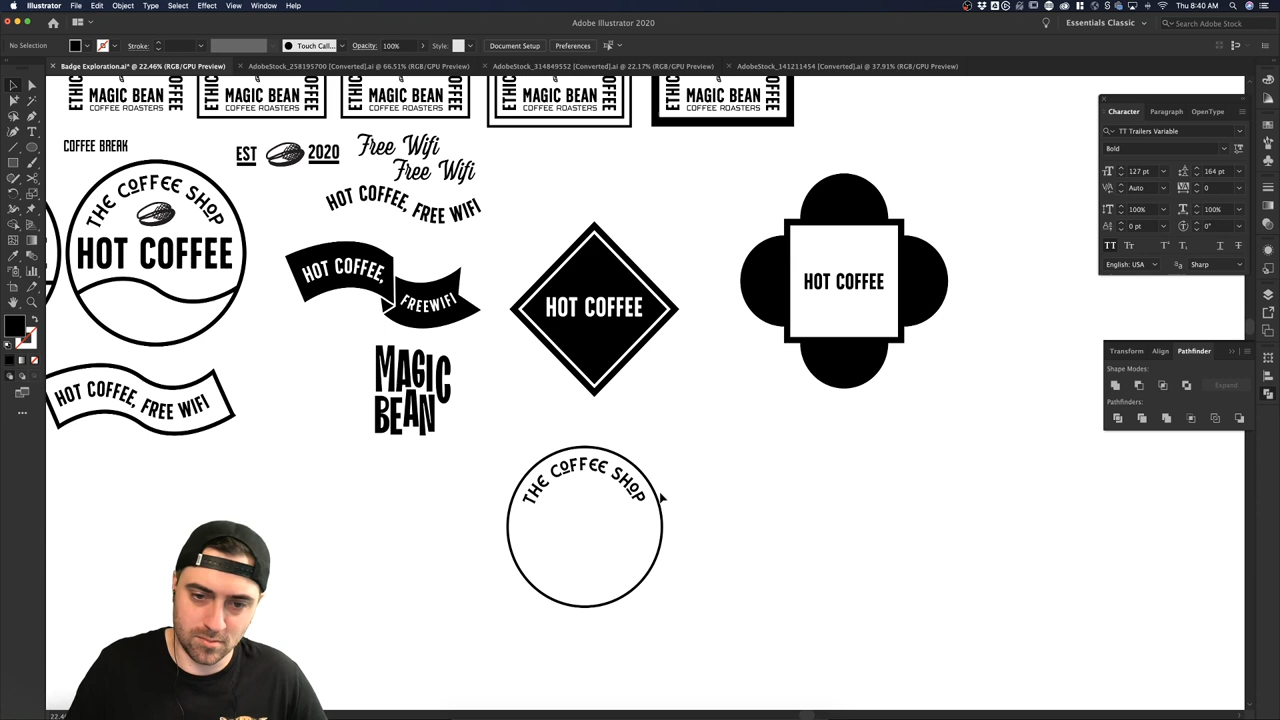 Illustrator File Edit Object Type Select Effect View Window Help
Thu 8:40 AM
Adobe Illustrator 2020
Essentials Classic
Search Adobe Stock
No Selection
Stroke:
Touch Call...
Opacity: 100%
Style:
Document Setup
Preferences
Badge Exploration.ai* @ 22.46% (RGB/GPU Preview)
AdobeStock_258195700 [Converted].ai @ 66.51% (RGB/GPU Preview)
AdobeStock_314849552 [Converted].ai @ 22.17% (RGB/GPU Preview)
AdobeStock_141211454 [Converted].ai @ 37.91% (RGB/GPU Preview)
MAGIC BEAN
COFFEE ROASTERS
MAGIC BEAN
COFFEE ROASTERS
MAGIC BEAN
COFFEE ROASTERS
MAGIC BEAN
COFFEE ROASTERS
MAGIC BEAN
COFFEE ROASTERS
COFFEE BREAK
EST
2020
Free Wifi
Free Wifi
HOT COFFEE, FREE WIFI
THE COFFEE SHOP
HOT COFFEE
HOT COFFEE,
FREE WIFI
HOT COFFEE
HOT COFFEE
MAGIC
BEAN
HOT COFFEE, FREE WIFI
THE COFFEE SHOP
Character Paragraph OpenType
TT Trailers Variable
Bold
127 pt
164 pt
Auto
0
100%
100%
0 pt
0°
English: USA
Sharp
Transform Align Pathfinder
Shape Modes:
Expand
Pathfinders: